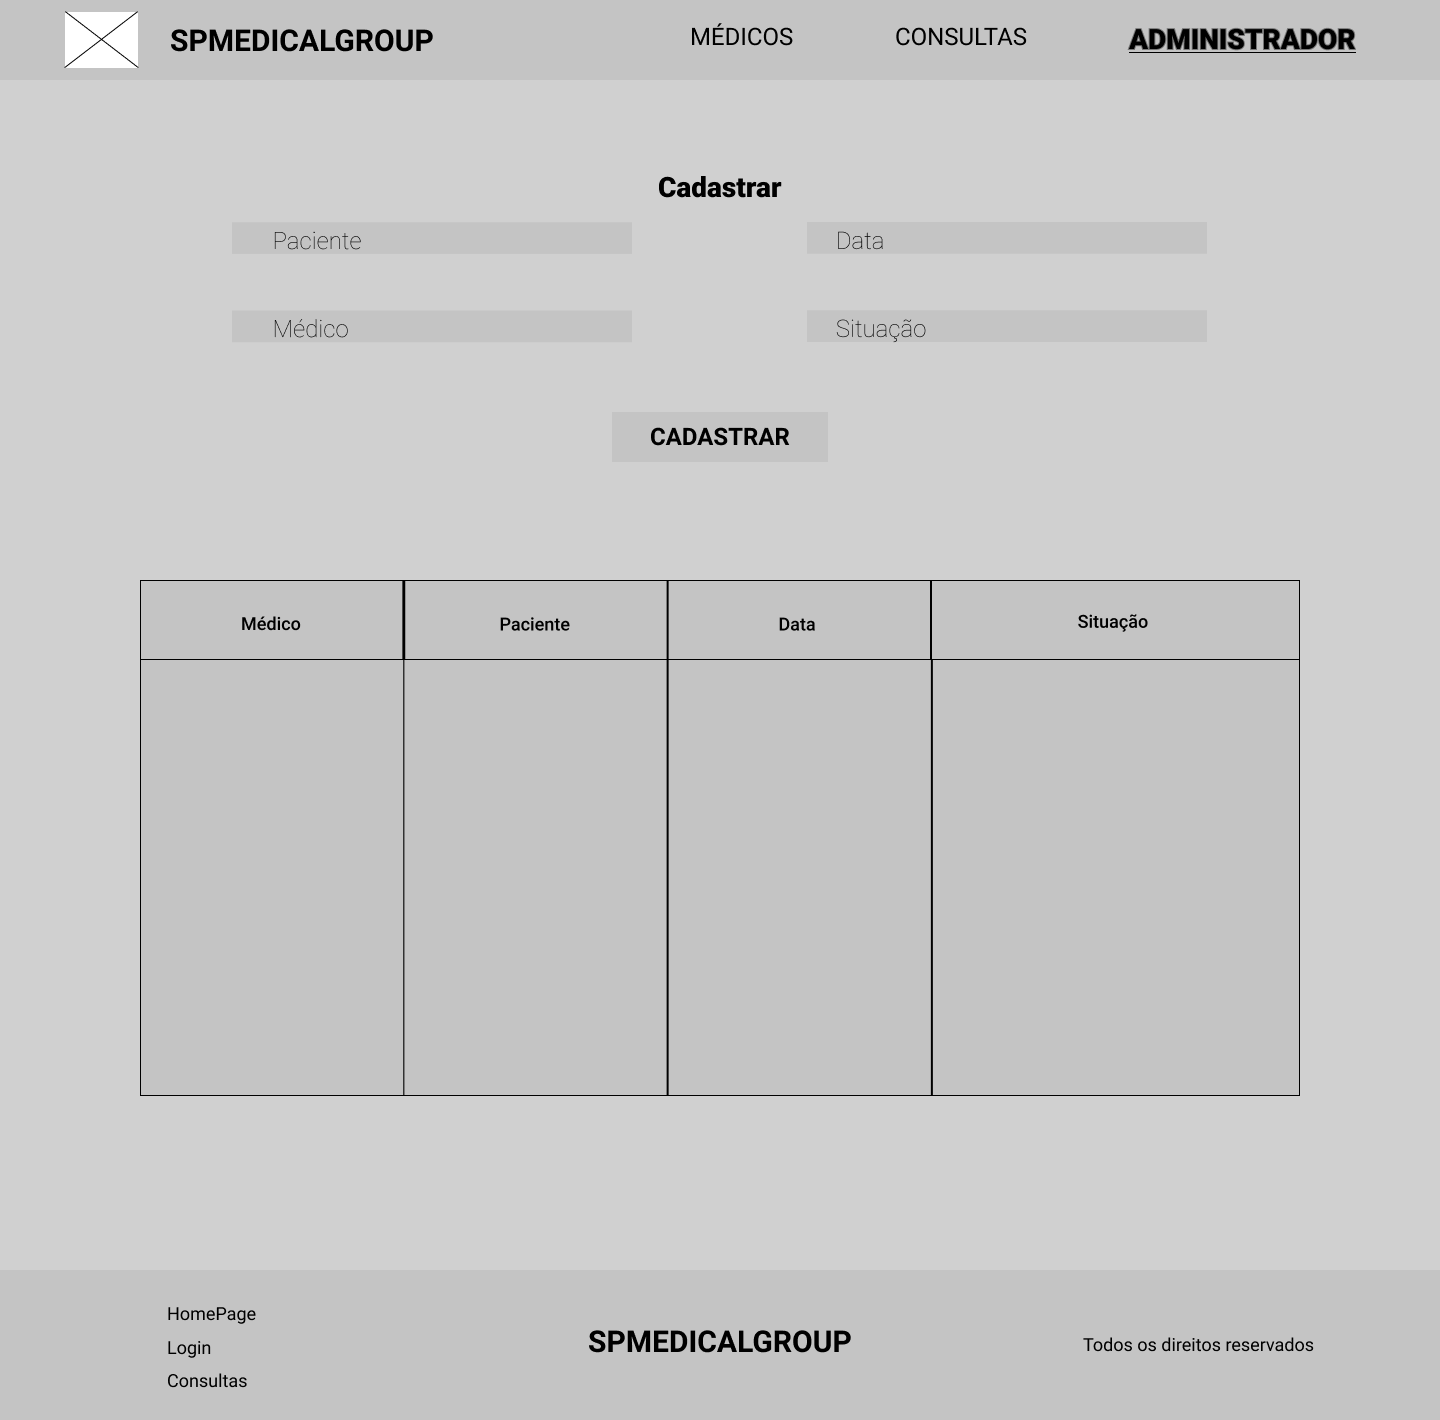 SPMEDICALGROUP
MÉDICOS
CONSULTAS
ADMINISTRADOR
Cadastrar
Paciente
Data
Médico
Situação
CADASTRAR
Médico
Paciente
Data
Situação
HomePage
Login
Consultas
SPMEDICALGROUP
Todos os direitos reservados